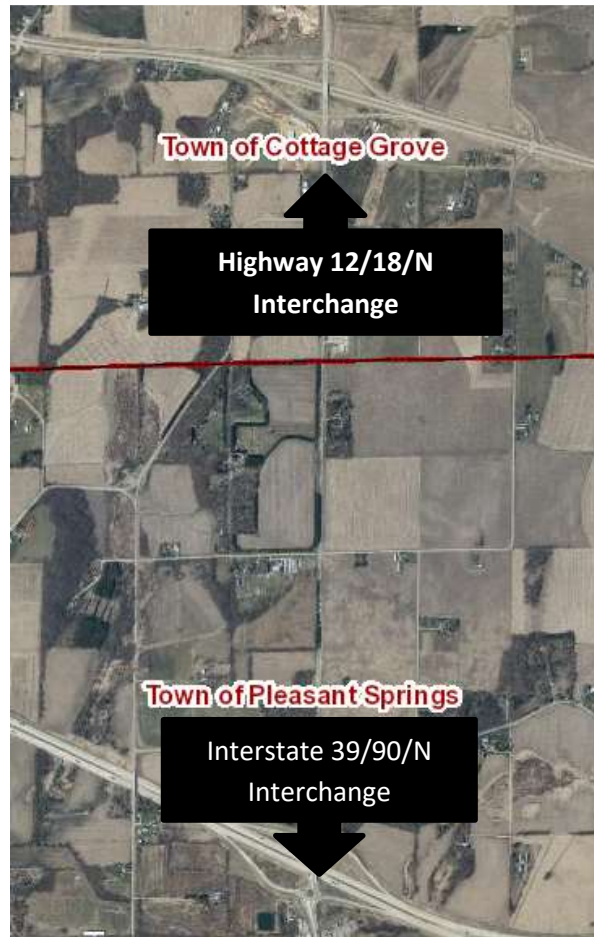 Town of Cottage Grove
Highway 12/18/N
Interchange
Town of Pleasant Springs
Interstate 39/90/N
Interchange